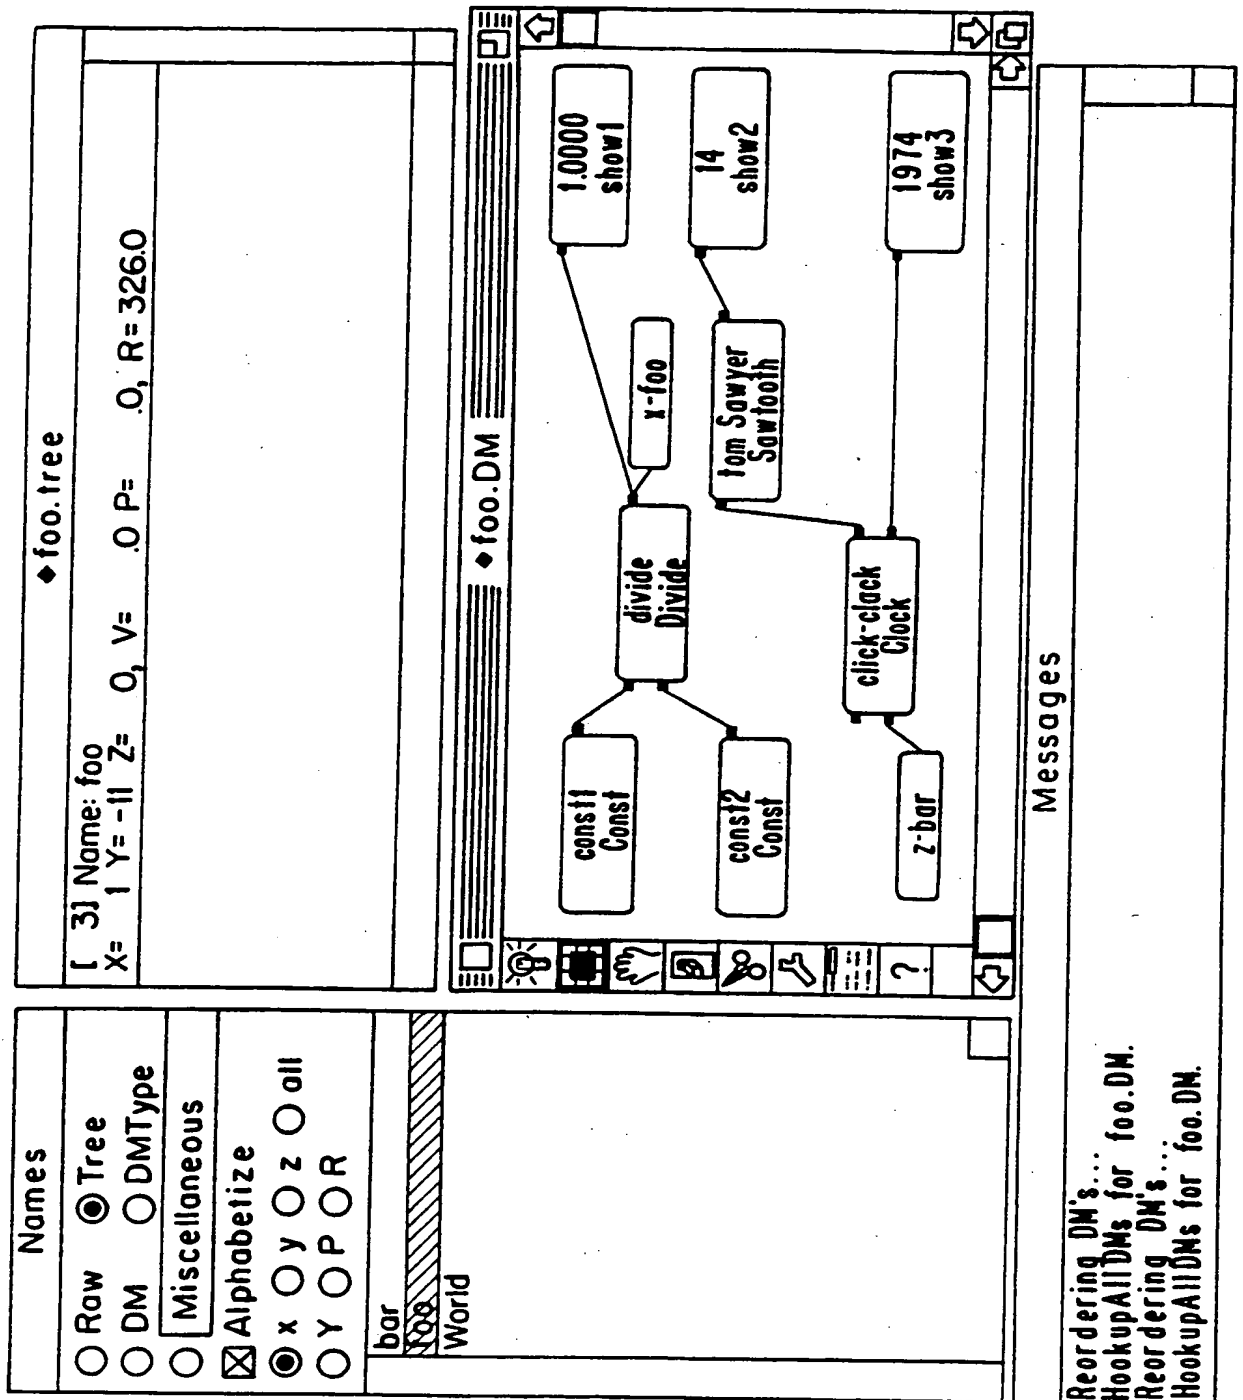 Names
Raw Tree
DM DMType
Miscellaneous
Alphabetize
x y z all
Y P R
bar
foo
World
◆foo.tree
[ 3] Name: foo
X= 1 Y= -11 Z= 0, V= .0 P= .0, R= 326.0
◆foo.DM
const1
Const
const2
Const
z-bar
divide
Divide
click-clack
Clock
x-foo
tom Sawyer
Sawtooth
1.0000
show1
14
show2
1974
show3
?
Messages
Reordering DM's...
HookupAllDMs for foo.DM.
Reordering DM's...
HookupAllDMs for foo.DM.